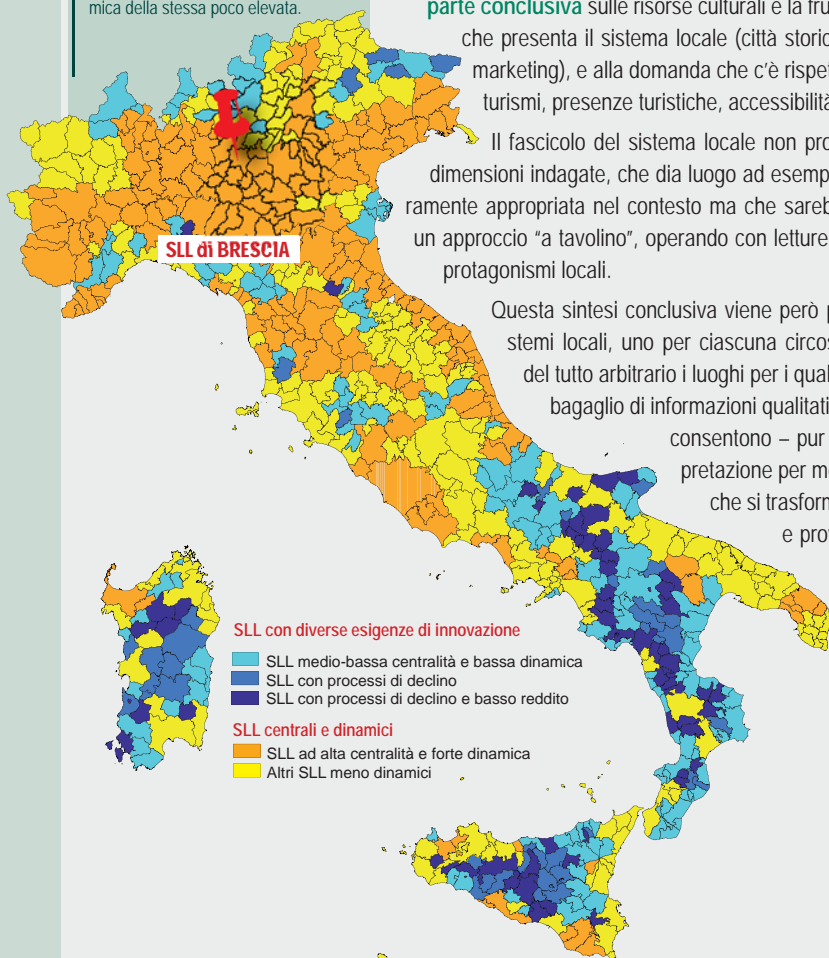 mica della stessa poco elevata.
parte conclusiva sulle risorse culturali e la fru
che presenta il sistema locale (città storic
marketing), e alla domanda che c'è rispet
turismi, presenze turistiche, accessibilità
Il fascicolo del sistema locale non pro
dimensioni indagate, che dia luogo ad esemp
ramente appropriata nel contesto ma che sareb
un approccio “a tavolino”, operando con letture
protagonismi locali.
Questa sintesi conclusiva viene però p
stemi locali, uno per ciascuna circos
del tutto arbitrario i luoghi per i qual
bagaglio di informazioni qualitati
consentono – pur
pretazione per me
che si trasform
e prot
SLL di BRESCIA
SLL con diverse esigenze di innovazione
SLL medio-bassa centralità e bassa dinamica
SLL con processi di declino
SLL con processi di declino e basso reddito
SLL centrali e dinamici
SLL ad alta centralità e forte dinamica
Altri SLL meno dinamici